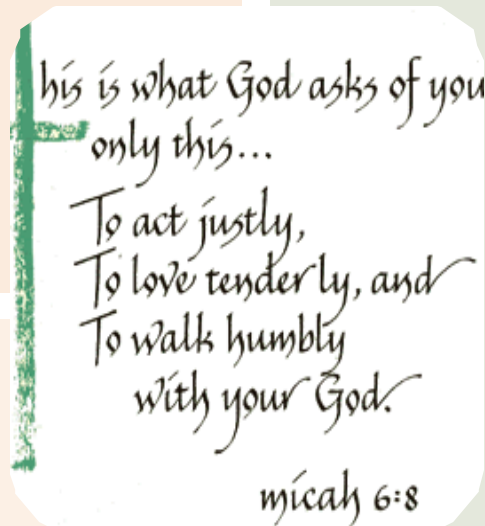 This is what God asks of you
only this...
To act justly,
To love tenderly, and
To walk humbly
with your God.
micah 6:8